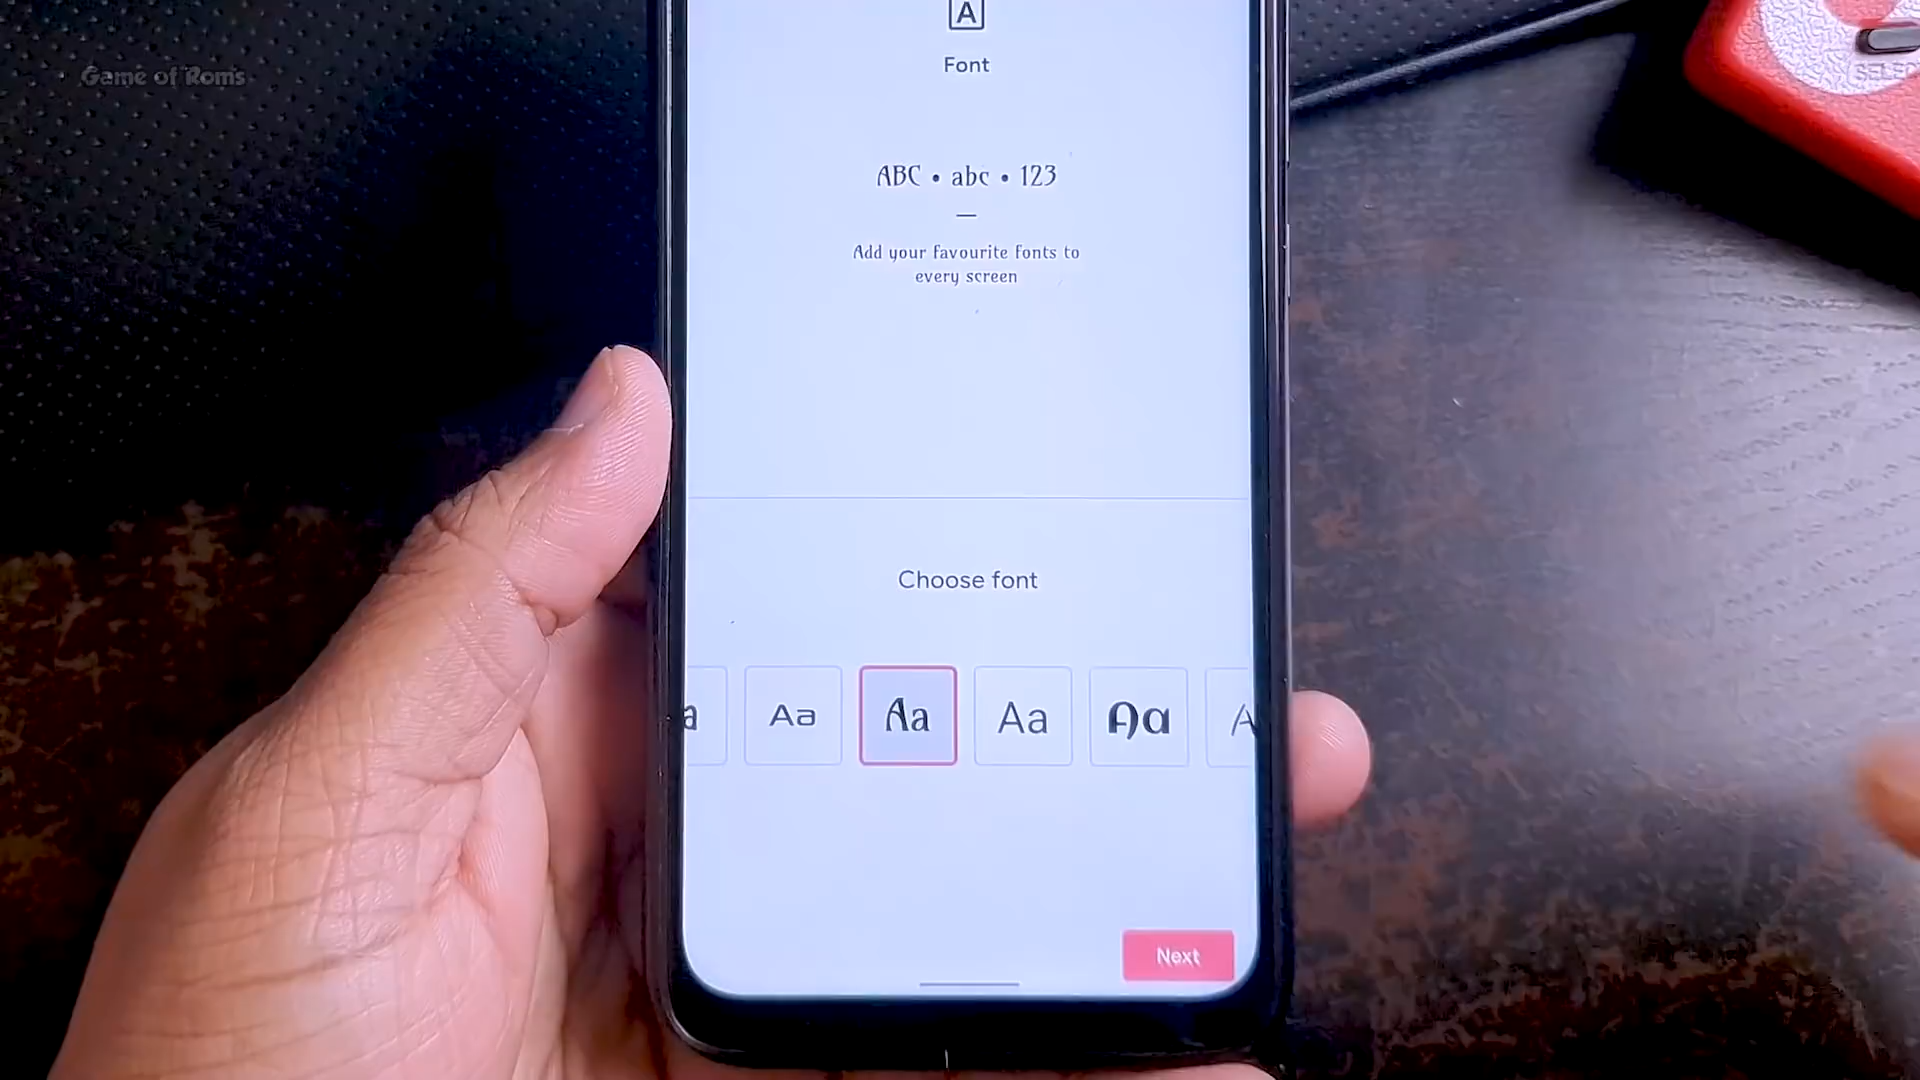 Game of Roms
A
Font
SELECT
ABC • abc • 123
Add your favourite fonts to
every screen
Choose font
a
Aa
Aa
Aa
Aa
A
Next